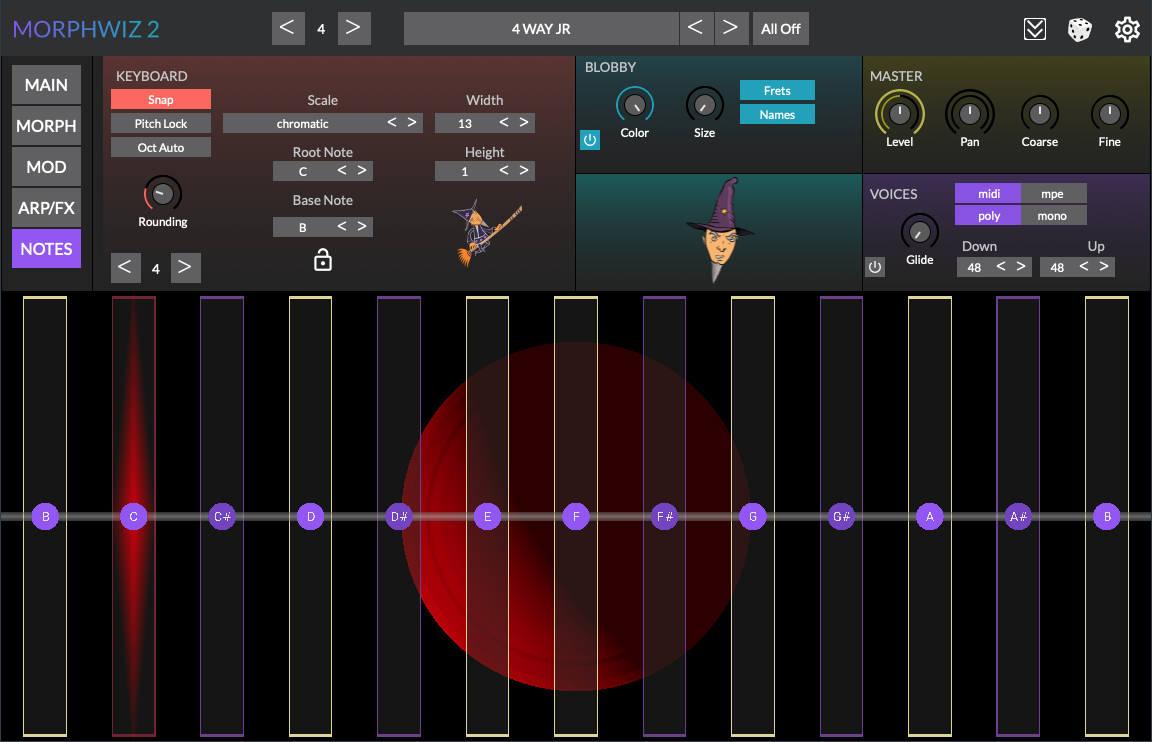 MORPHWIZ 2
< 4 > 4 WAY JR < > All Off
MAIN
MORPH
MOD
ARP/FX
NOTES
KEYBOARD
Snap
Pitch Lock
Oct Auto
Rounding
< 4 >
Scale
chromatic < >
Root Note
C < >
Base Note
B < >
Width
13 < >
Height
1 < >
BLOBBY
Color
Size
Frets
Names
MASTER
Level Pan Coarse Fine
VOICES
midi mpe
poly mono
Glide
Down Up
48 < > 48 < >
B C C# D D# E F F# G G# A A# B